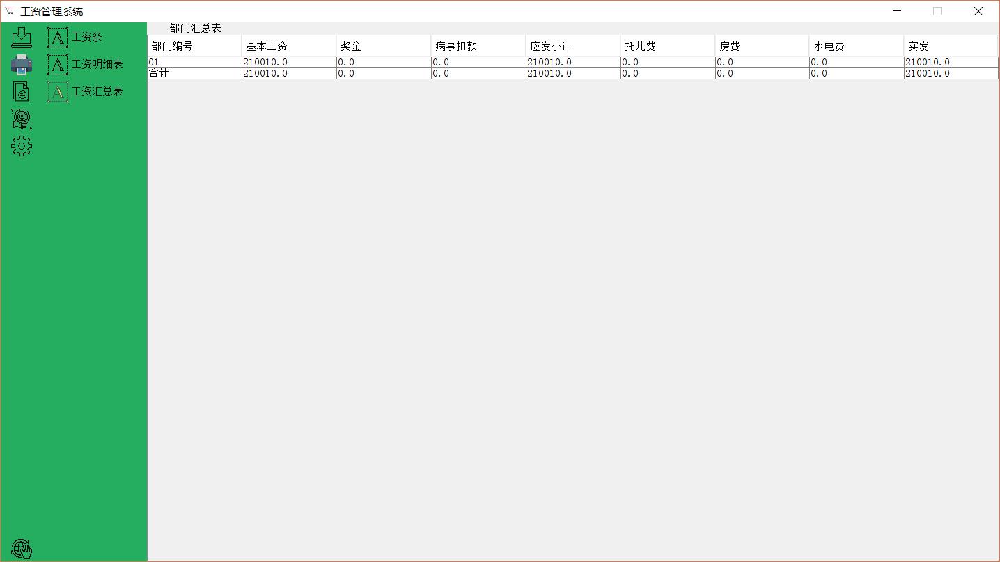 工资管理系统
工资条
工资明细表
工资汇总表
部门汇总表
部门编号 基本工资 奖金 病事扣款 应发小计 托儿费 房费 水电费 实发
01 210010.0 0.0 0.0 210010.0 0.0 0.0 0.0 210010.0
合计 210010.0 0.0 0.0 210010.0 0.0 0.0 0.0 210010.0